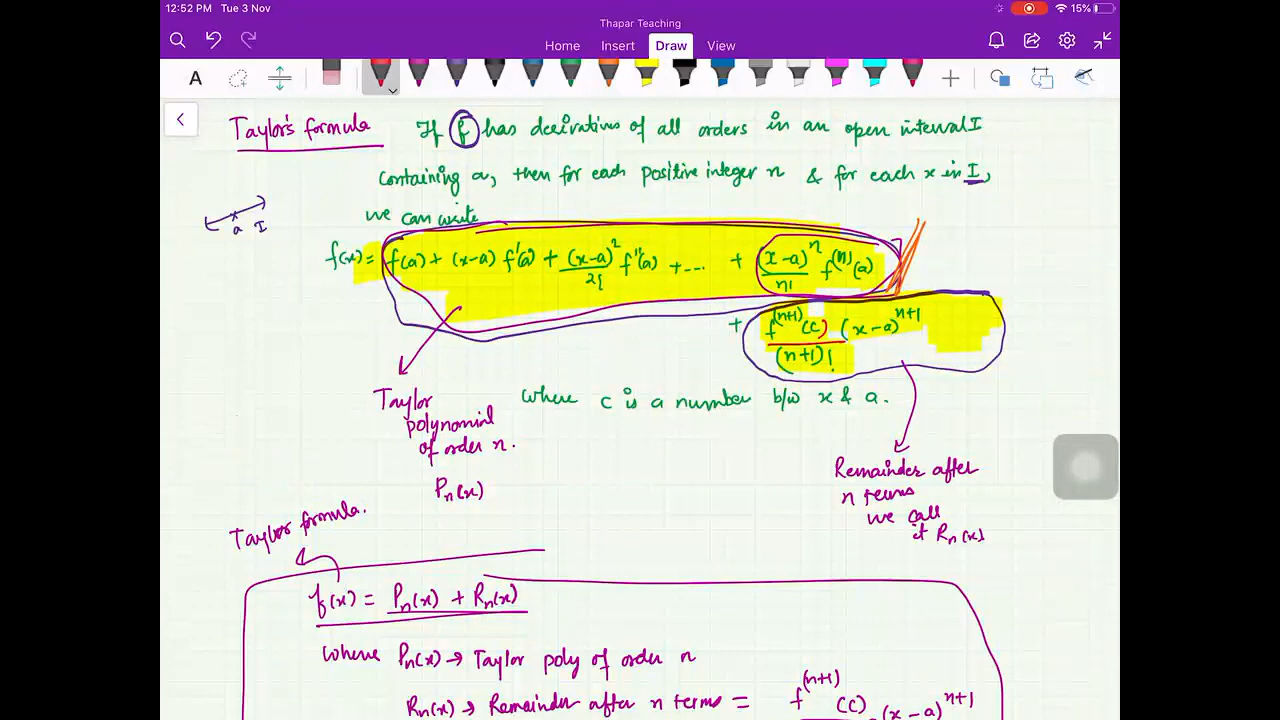 12:52 PM Tue 3 Nov
15%
Thapar Teaching
Home Insert Draw View
A
Taylor's formula If f has derivatives of all orders in an open interval I
containing a, then for each positive integer n & for each x in I,
we can write
a I
f(x) = f(a) + (x-a) f'(a) + (x-a)²/2! f''(a) + .... + (x-a)ⁿ/n! f⁽ⁿ⁾(a)
+ f⁽ⁿ⁺¹⁾(c)/(n+1)! (x-a)ⁿ⁺¹
where c is a number b/w x & a.
Taylor
polynomial
of order n.
Pₙ(x)
Remainder after
n terms
we call
it Rₙ(x)
Taylor formula.
f(x) = Pₙ(x) + Rₙ(x)
where Pₙ(x) → Taylor poly of order n
Rₙ(x) → Remainder after n terms = f⁽ⁿ⁺¹⁾(c) (x-a)ⁿ⁺¹